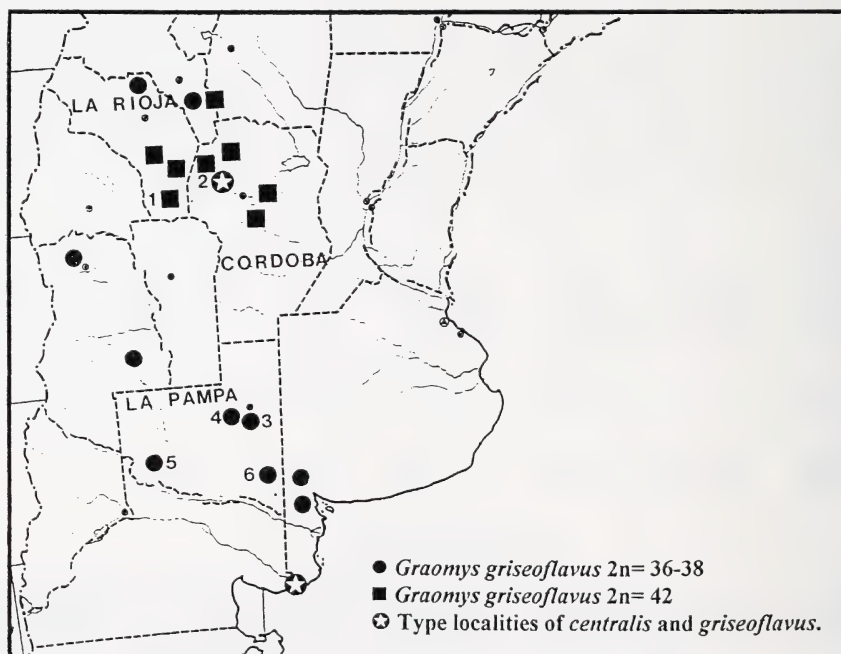 7
LA RIOJA
2
1
CORDOBA
LA PAMPA
4 3
5
6
● Graomys griseoflavus 2n= 36-38
■ Graomys griseoflavus 2n= 42
✪ Type localities of centralis and griseoflavus.